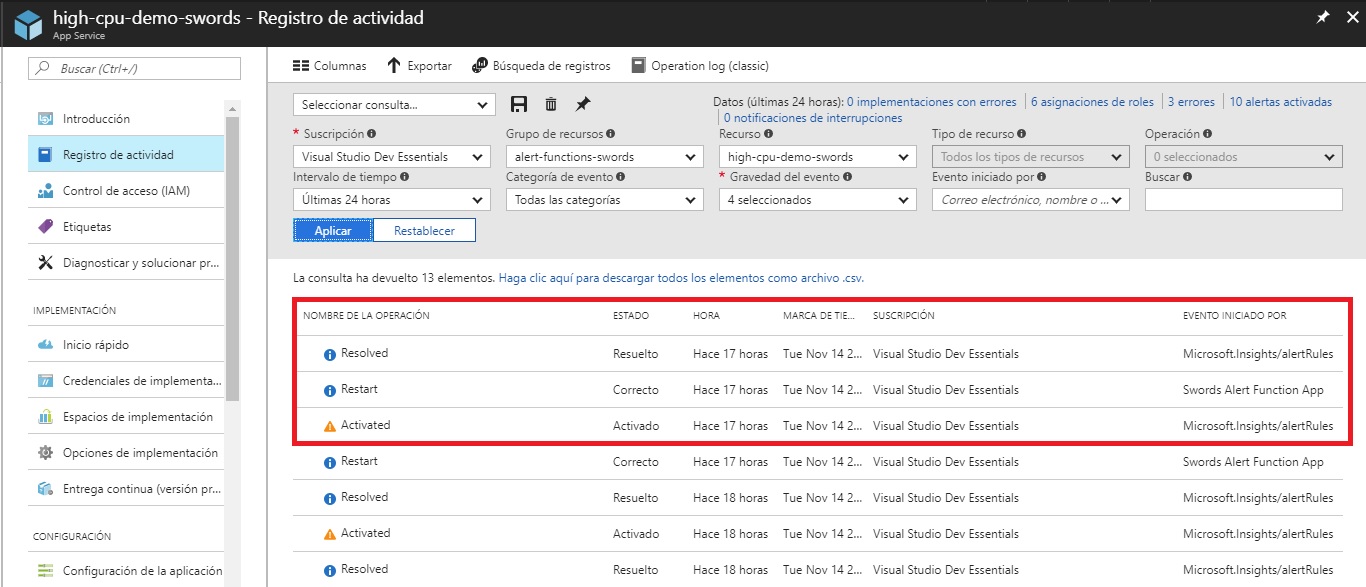 high-cpu-demo-swords - Registro de actividad
App Service
Buscar (Ctrl+/)
Introducción
Registro de actividad
Control de acceso (IAM)
Etiquetas
Diagnosticar y solucionar pr...
IMPLEMENTACIÓN
Inicio rápido
Credenciales de implementa...
Espacios de implementación
Opciones de implementación
Entrega continua (versión pr...
CONFIGURACIÓN
Configuración de la aplicación
Columnas Exportar Búsqueda de registros Operation log (classic)
Seleccionar consulta...
Datos (últimas 24 horas): 0 implementaciones con errores | 6 asignaciones de roles | 3 errores | 10 alertas activadas
| 0 notificaciones de interrupciones
* Suscripción Grupo de recursos Recurso Tipo de recurso Operación
Visual Studio Dev Essentials alert-functions-swords high-cpu-demo-swords Todos los tipos de recursos 0 seleccionados
Intervalo de tiempo Categoría de evento * Gravedad del evento Evento iniciado por Buscar
Últimas 24 horas Todas las categorías 4 seleccionados Correo electrónico, nombre o ...
Aplicar Restablecer
La consulta ha devuelto 13 elementos. Haga clic aquí para descargar todos los elementos como archivo .csv.
NOMBRE DE LA OPERACIÓN ESTADO HORA MARCA DE TIE... SUSCRIPCIÓN EVENTO INICIADO POR
Resolved Resuelto Hace 17 horas Tue Nov 14 2... Visual Studio Dev Essentials Microsoft.Insights/alertRules
Restart Correcto Hace 17 horas Tue Nov 14 2... Visual Studio Dev Essentials Swords Alert Function App
Activated Activado Hace 17 horas Tue Nov 14 2... Visual Studio Dev Essentials Microsoft.Insights/alertRules
Restart Correcto Hace 17 horas Tue Nov 14 2... Visual Studio Dev Essentials Swords Alert Function App
Resolved Resuelto Hace 18 horas Tue Nov 14 2... Visual Studio Dev Essentials Microsoft.Insights/alertRules
Activated Activado Hace 18 horas Tue Nov 14 2... Visual Studio Dev Essentials Microsoft.Insights/alertRules
Resolved Resuelto Hace 18 horas Tue Nov 14 2... Visual Studio Dev Essentials Microsoft.Insights/alertRules